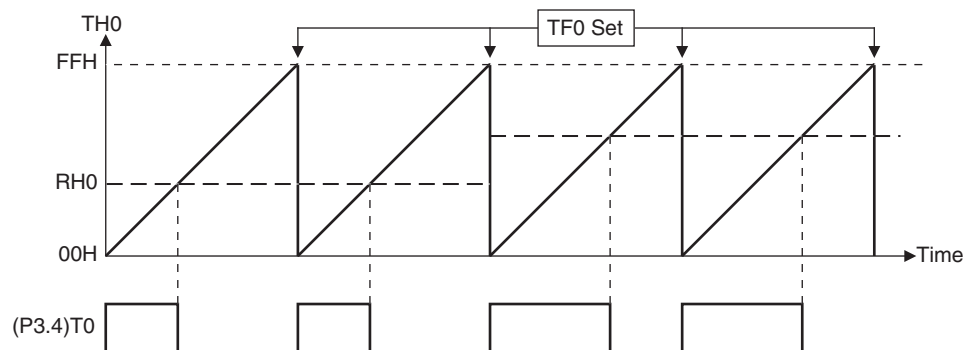 TH0
TF0 Set
FFH
RH0
00H
Time
(P3.4)T0